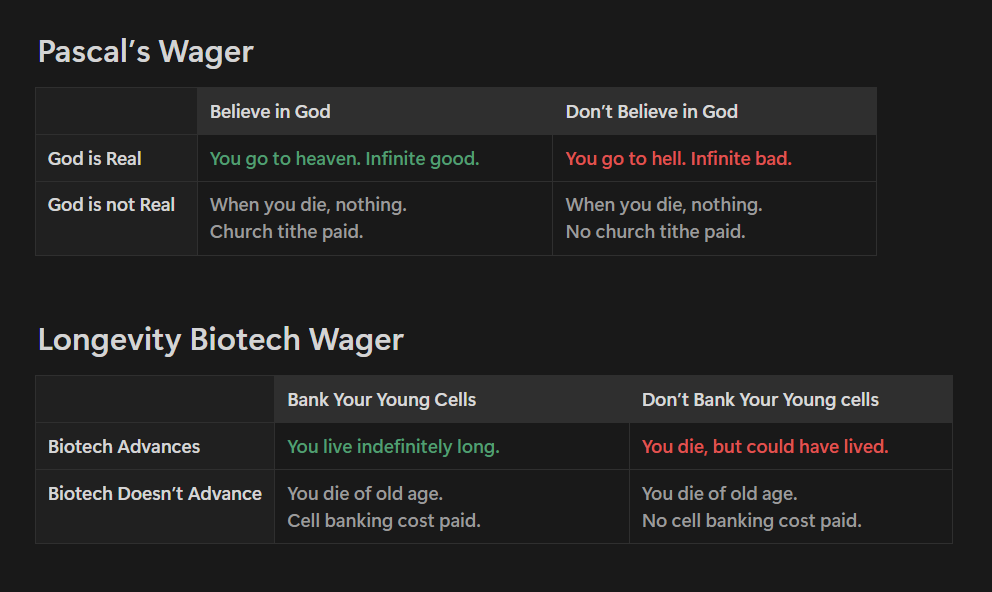 Pascal’s Wager
Believe in God
Don’t Believe in God
God is Real
You go to heaven. Infinite good.
You go to hell. Infinite bad.
God is not Real
When you die, nothing.
Church tithe paid.
When you die, nothing.
No church tithe paid.
Longevity Biotech Wager
Bank Your Young Cells
Don’t Bank Your Young cells
Biotech Advances
You live indefinitely long.
You die, but could have lived.
Biotech Doesn’t Advance
You die of old age.
Cell banking cost paid.
You die of old age.
No cell banking cost paid.